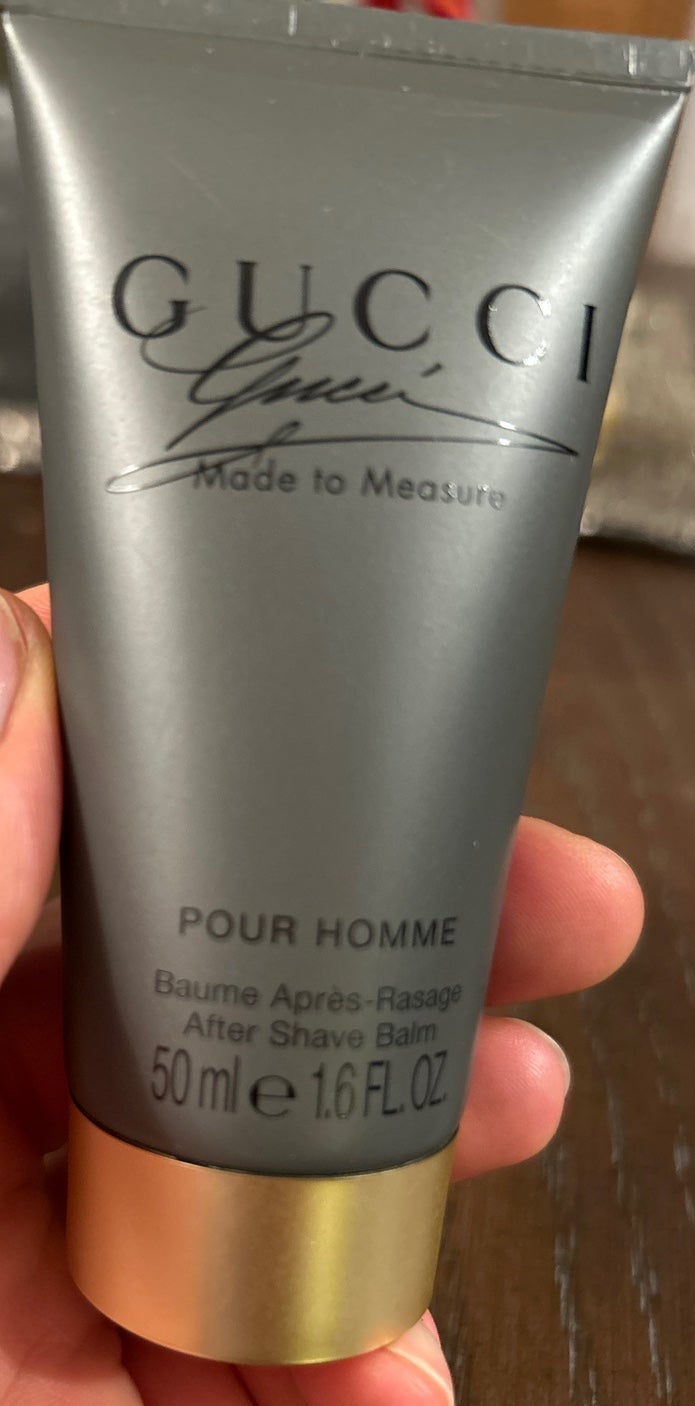 GUCCI
Gucci
Made to Measure
POUR HOMME
Baume Après-Rasage
After Shave Balm
50 ml e 1.6 FL. OZ.